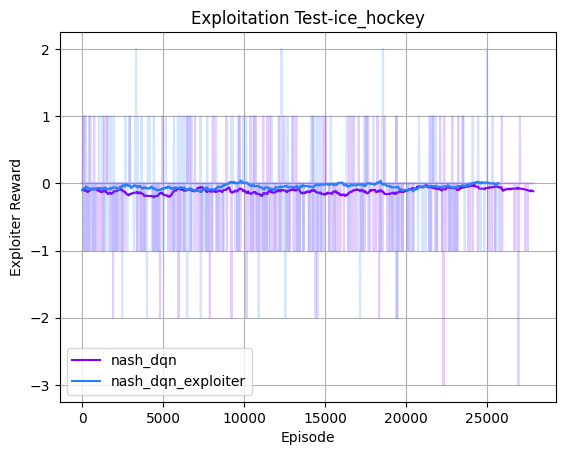 Exploitation Test-ice_hockey
2
1
0
−1
−2
−3
Exploiter Reward
nash_dqn
nash_dqn_exploiter
0
5000
10000
15000
20000
25000
Episode